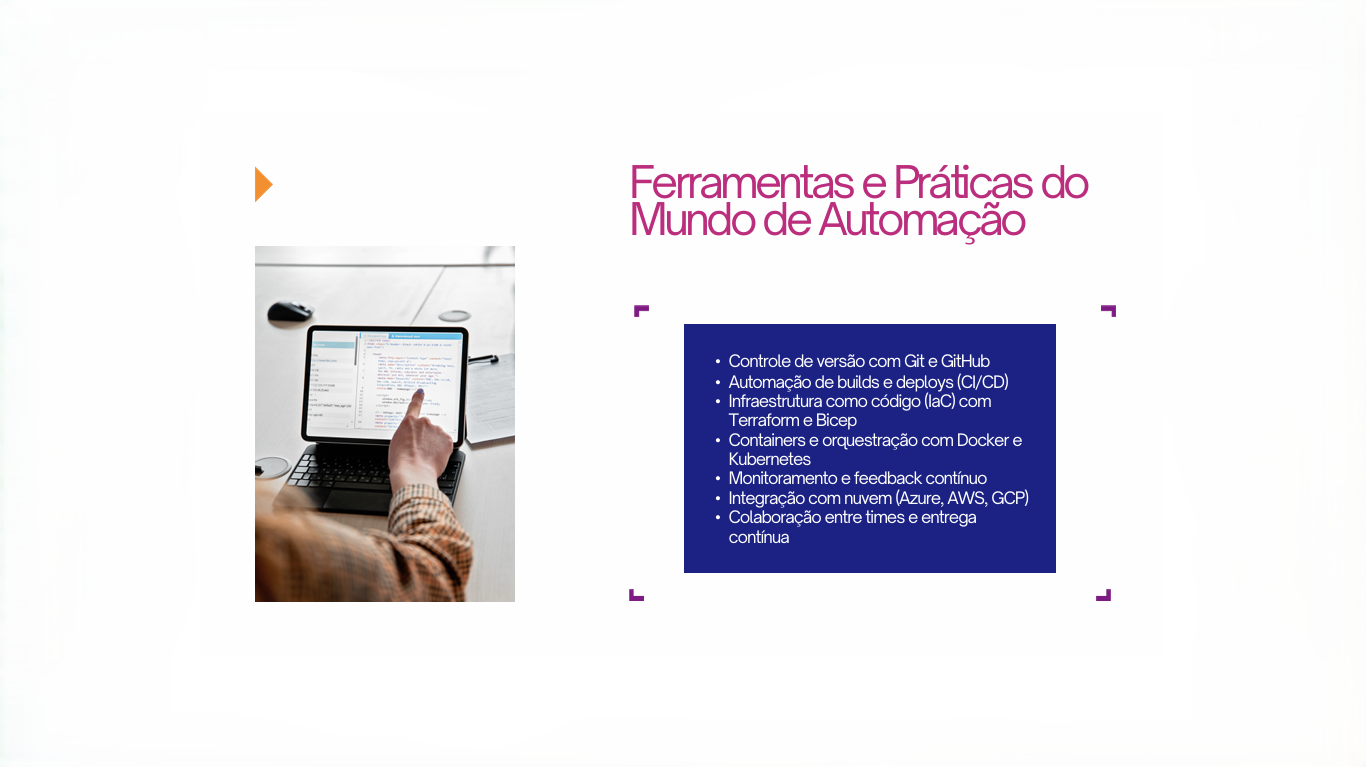 Ferramentas e Práticas do
Mundo de Automação
• Controle de versão com Git e GitHub
• Automação de builds e deploys (CI/CD)
• Infraestrutura como código (IaC) com
Terraform e Bicep
• Containers e orquestração com Docker e
Kubernetes
• Monitoramento e feedback contínuo
• Integração com nuvem (Azure, AWS, GCP)
• Colaboração entre times e entrega
contínua